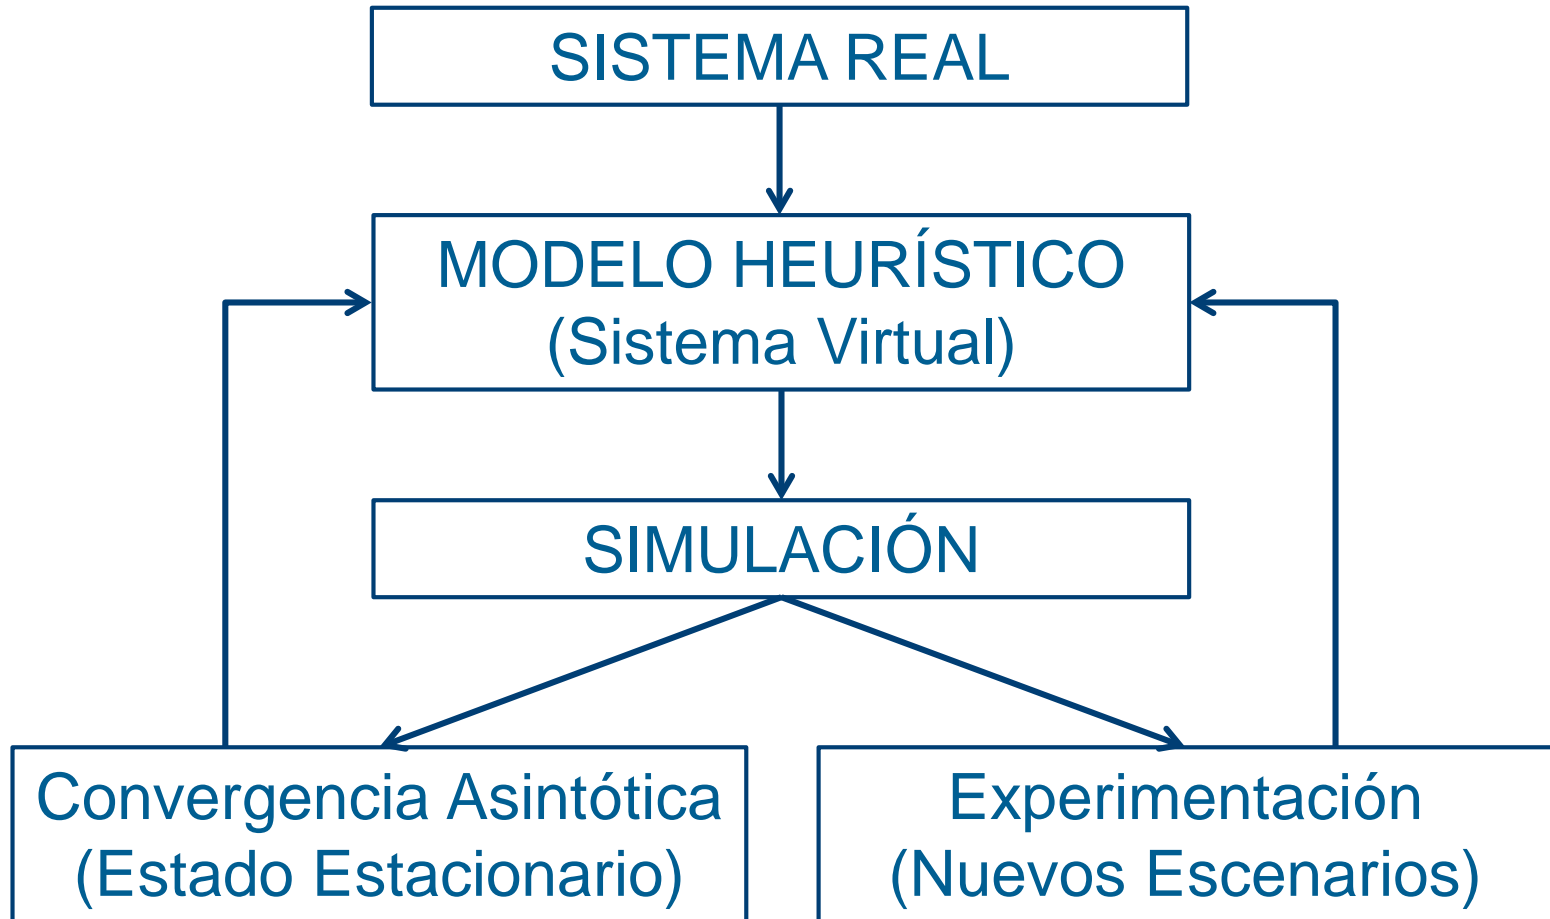 SISTEMA REAL
MODELO HEURÍSTICO
(Sistema Virtual)
SIMULACIÓN
Convergencia Asintótica
(Estado Estacionario)
Experimentación
(Nuevos Escenarios)